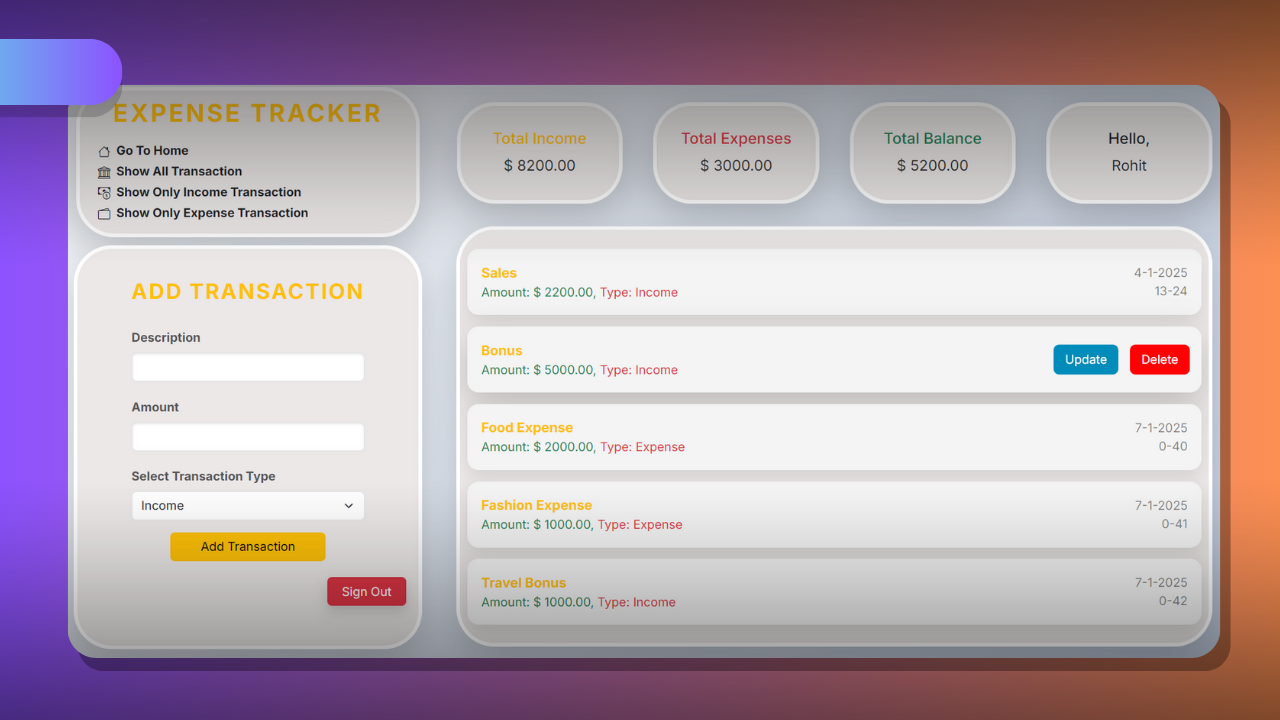 EXPENSE TRACKER
Go To Home
Show All Transaction
Show Only Income Transaction
Show Only Expense Transaction
ADD TRANSACTION
Description
Amount
Select Transaction Type
Income
Add Transaction
Sign Out
Total Income
$ 8200.00
Total Expenses
$ 3000.00
Total Balance
$ 5200.00
Hello,
Rohit
Sales
Amount: $ 2200.00, Type: Income
4-1-2025
13-24
Bonus
Amount: $ 5000.00, Type: Income
Update
Delete
Food Expense
Amount: $ 2000.00, Type: Expense
7-1-2025
0-40
Fashion Expense
Amount: $ 1000.00, Type: Expense
7-1-2025
0-41
Travel Bonus
Amount: $ 1000.00, Type: Income
7-1-2025
0-42